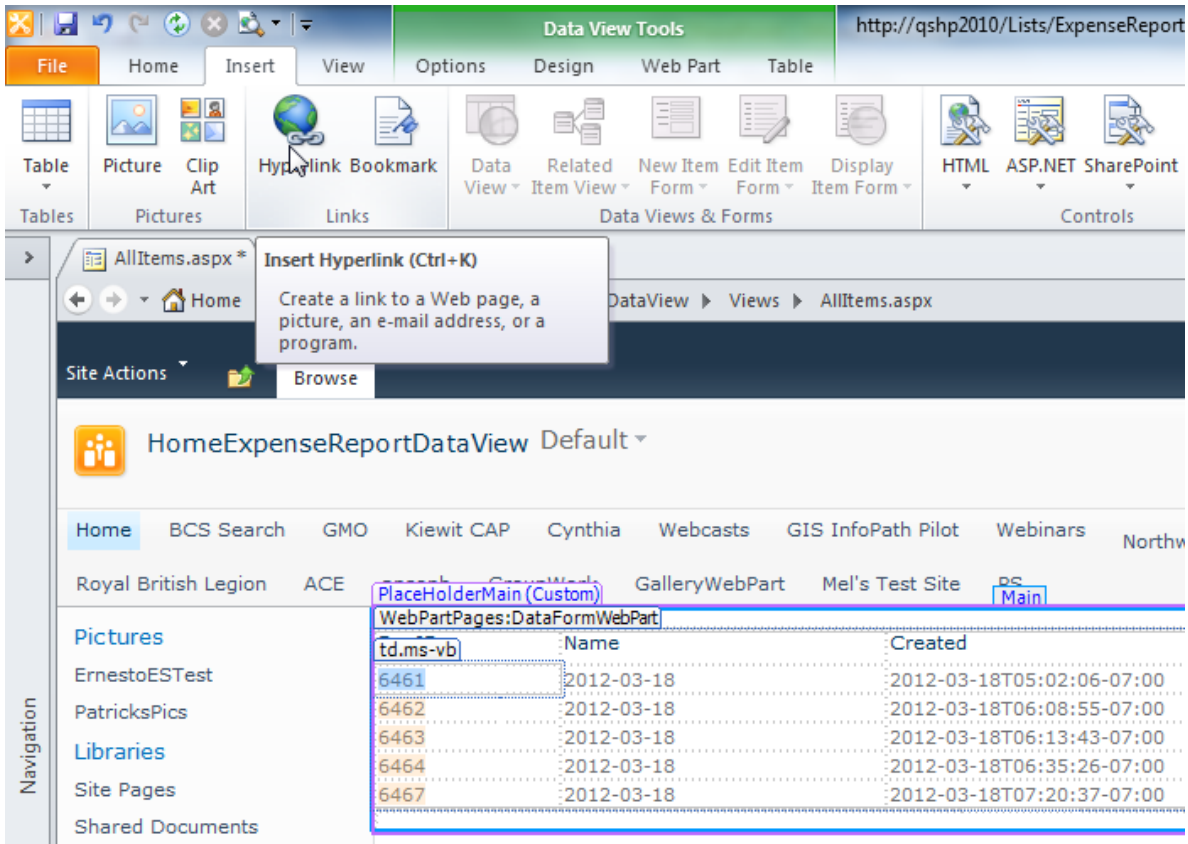 Data View Tools http://qshp2010/Lists/ExpenseReport
File Home Insert View Options Design Web Part Table
Table Picture Clip Art Hyperlink Bookmark Data View Related Item View New Item Form Edit Item Form Display Item Form HTML ASP.NET SharePoint
Tables Pictures Links Data Views & Forms Controls
AllItems.aspx *
Insert Hyperlink (Ctrl+K)
Create a link to a Web page, a
picture, an e-mail address, or a
program.
Home DataView Views AllItems.aspx
Site Actions Browse
HomeExpenseReportDataView Default
Home BCS Search GMO Kiewit CAP Cynthia Webcasts GIS InfoPath Pilot Webinars Northw
Royal British Legion ACE GroupWork GalleryWebPart Mel's Test Site PS
PlaceHolderMain (Custom) Main
WebPartPages:DataFormWebPart
td.ms-vb Name Created
6461 2012-03-18 2012-03-18T05:02:06-07:00
6462 2012-03-18 2012-03-18T06:08:55-07:00
6463 2012-03-18 2012-03-18T06:13:43-07:00
6464 2012-03-18 2012-03-18T06:35:26-07:00
6467 2012-03-18 2012-03-18T07:20:37-07:00
Navigation
Pictures
ErnestoESTest
PatricksPics
Libraries
Site Pages
Shared Documents